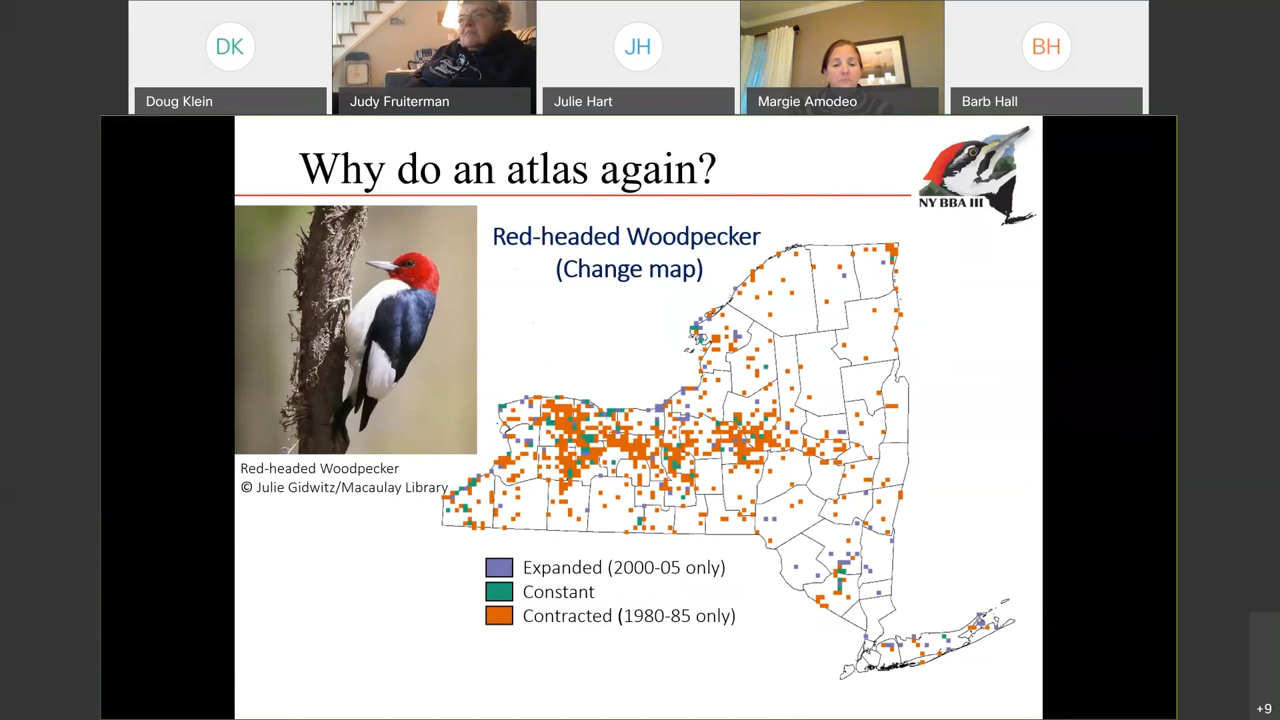 DK
JH
BH
Doug Klein
Judy Fruiterman
Julie Hart
Margie Amodeo
Barb Hall
Why do an atlas again?
NY BBA III
Red-headed Woodpecker
(Change map)
Red-headed Woodpecker
© Julie Gidwitz/Macaulay Library
Expanded (2000-05 only)
Constant
Contracted (1980-85 only)
+9